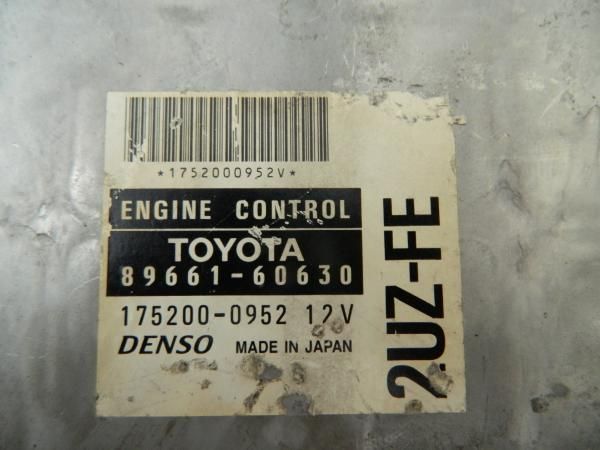 *1752000952V*
ENGINE CONTROL
TOYOTA
89661-60630
175200-0952 12V
DENSO MADE IN JAPAN
2UZ-FE